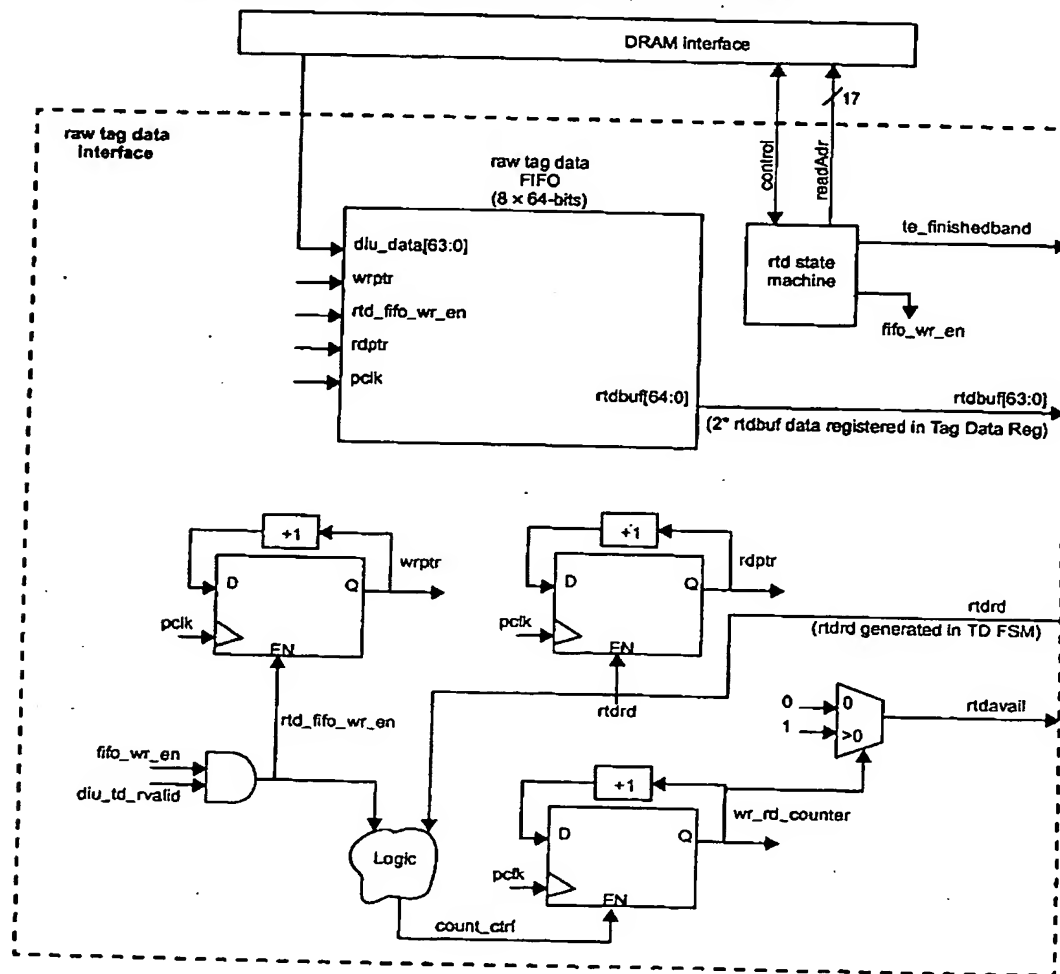 DRAM interface
17
raw tag data
interface
control
readAdr
raw tag data
FIFO
(8 × 64-bits)
diu_data[63:0]
wrptr
rtd_fifo_wr_en
rdptr
pclk
rtdbuf[64:0]
rtd state
machine
te_finishedband
fifo_wr_en
rtdbuf[63:0]
(2* rtdbuf data registered in Tag Data Reg)
+1
wrptr
D
Q
pclk
EN
+1
rdptr
D
Q
pclk
EN
rtdrd
(rtdrd generated in TD FSM)
rtd_fifo_wr_en
rtdrd
0
0
1
>0
rtdavail
fifo_wr_en
diu_td_rvalid
+1
wr_rd_counter
D
Q
Logic
pclk
EN
count_ctrl